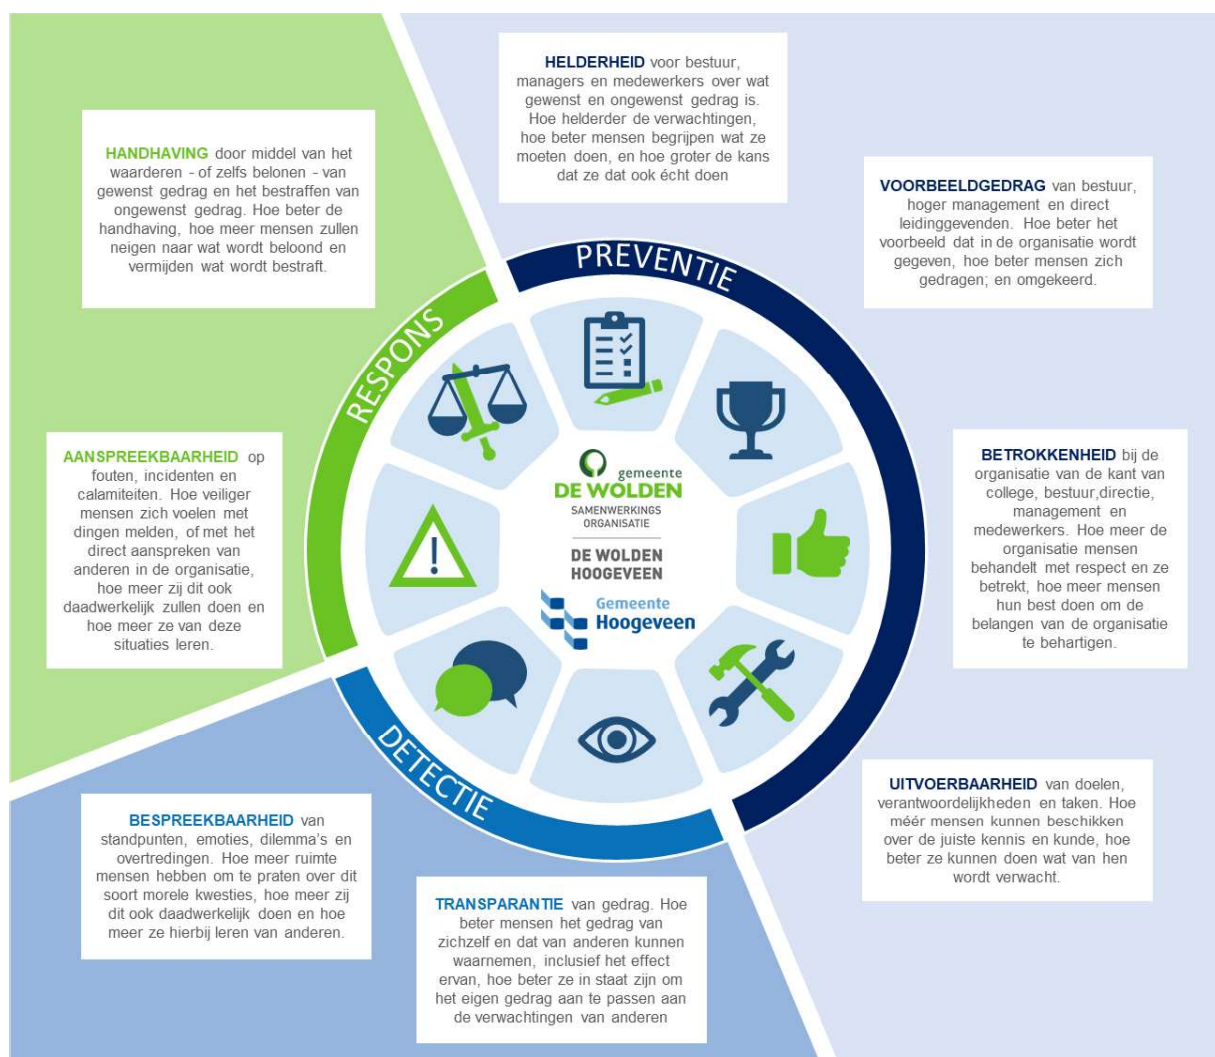 HELDERHEID voor bestuur,
managers en medewerkers over wat
gewenst en ongewenst gedrag is.
Hoe helderder de verwachtingen,
hoe beter mensen begrijpen wat ze
moeten doen, en hoe groter de kans
dat ze dat ook écht doen
HANDHAVING door middel van het
waarderen - of zelfs belonen - van
gewenst gedrag en het bestraffen van
ongewenst gedrag. Hoe beter de
handhaving, hoe meer mensen zullen
neigen naar wat wordt beloond en
vermijden wat wordt bestraft.
VOORBEELDGEDRAG van bestuur,
hoger management en direct
leidinggevenden. Hoe beter het
voorbeeld dat in de organisatie wordt
gegeven, hoe beter mensen zich
gedragen; en omgekeerd.
PREVENTIE
RESPONS
AANSPREEKBAARHEID op
fouten, incidenten en
calamiteiten. Hoe veiliger
mensen zich voelen met
dingen melden, of met het
direct aanspreken van
anderen in de organisatie,
hoe meer zij dit ook
daadwerkelijk zullen doen en
hoe meer ze van deze
situaties leren.
gemeente
DE WOLDEN
SAMENWERKINGS
ORGANISATIE
DE WOLDEN
HOOGEVEEN
Gemeente
Hoogeveen
BETROKKENHEID bij de
organisatie van de kant van
college, bestuur,directie,
management en
medewerkers. Hoe meer de
organisatie mensen
behandelt met respect en ze
betrekt, hoe meer mensen
hun best doen om de
belangen van de organisatie
te behartigen.
DETECTIE
BESPREEKBAARHEID van
standpunten, emoties, dilemma's en
overtredingen. Hoe meer ruimte
mensen hebben om te praten over dit
soort morele kwesties, hoe meer zij
dit ook daadwerkelijk doen en hoe
meer ze hierbij leren van anderen.
UITVOERBAARHEID van doelen,
verantwoordelijkheden en taken. Hoe
méér mensen kunnen beschikken
over de juiste kennis en kunde, hoe
beter ze kunnen doen wat van hen
wordt verwacht.
TRANSPARANTIE van gedrag. Hoe
beter mensen het gedrag van
zichzelf en dat van anderen kunnen
waarnemen, inclusief het effect
ervan, hoe beter ze in staat zijn om
het eigen gedrag aan te passen aan
de verwachtingen van anderen